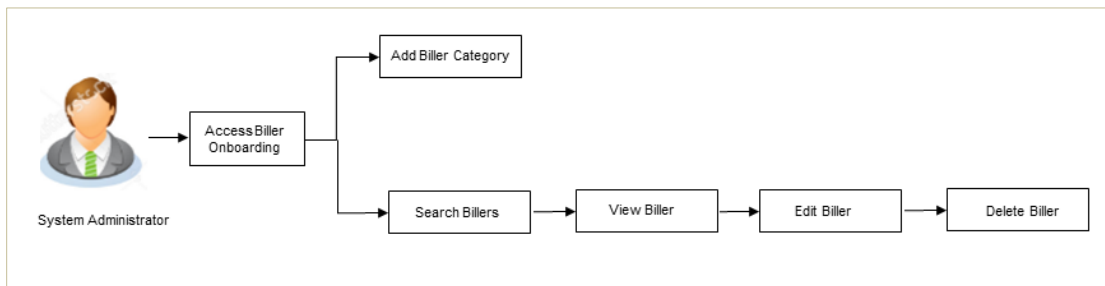 Add Biller Category
Access Biller
Onboarding
System Administrator
Search Billers
View Biller
Edit Biller
Delete Biller